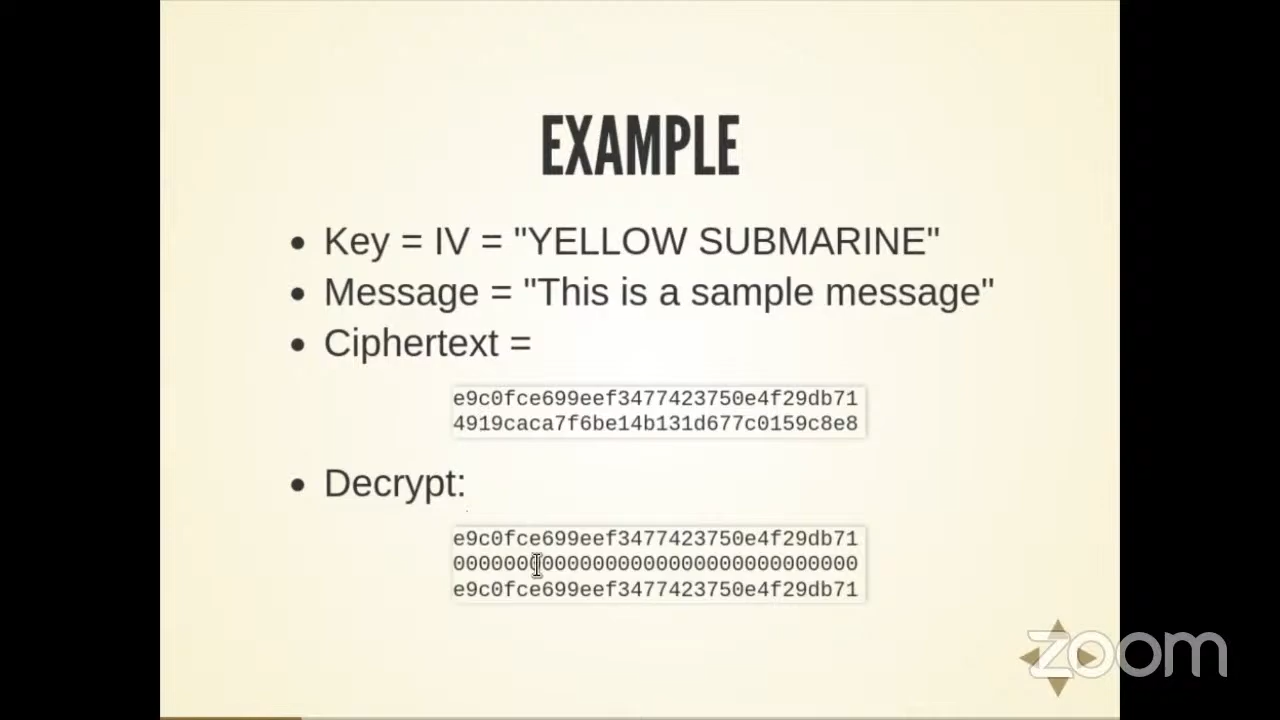 EXAMPLE
Key = IV = "YELLOW SUBMARINE"
Message = "This is a sample message"
Ciphertext =
e9c0fce699eef3477423750e4f29db71
4919caca7f6be14b131d677c0159c8e8
Decrypt:
e9c0fce699eef3477423750e4f29db71
00000000000000000000000000000000
e9c0fce699eef3477423750e4f29db71
zoom